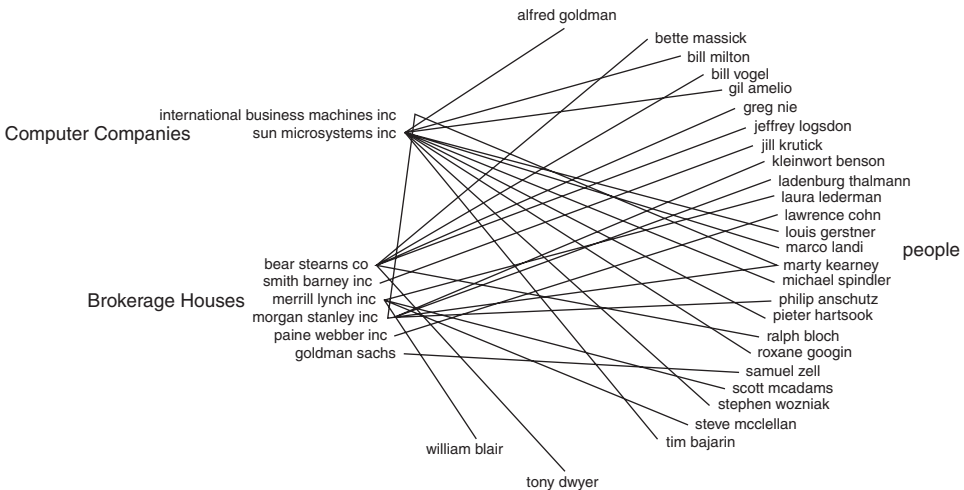 alfred goldman
bette massick
bill milton
bill vogel
gil amelio
greg nie
jeffrey logsdon
jill krutick
kleinwort benson
ladenburg thalmann
laura lederman
lawrence cohn
louis gerstner
marco landi
marty kearney
michael spindler
philip anschutz
pieter hartsook
ralph bloch
roxane googin
samuel zell
scott mcadams
stephen wozniak
steve mcclellan
tim bajarin
tony dwyer
william blair
people
Computer Companies
international business machines inc
sun microsystems inc
Brokerage Houses
bear stearns co
smith barney inc
merrill lynch inc
morgan stanley inc
paine webber inc
goldman sachs